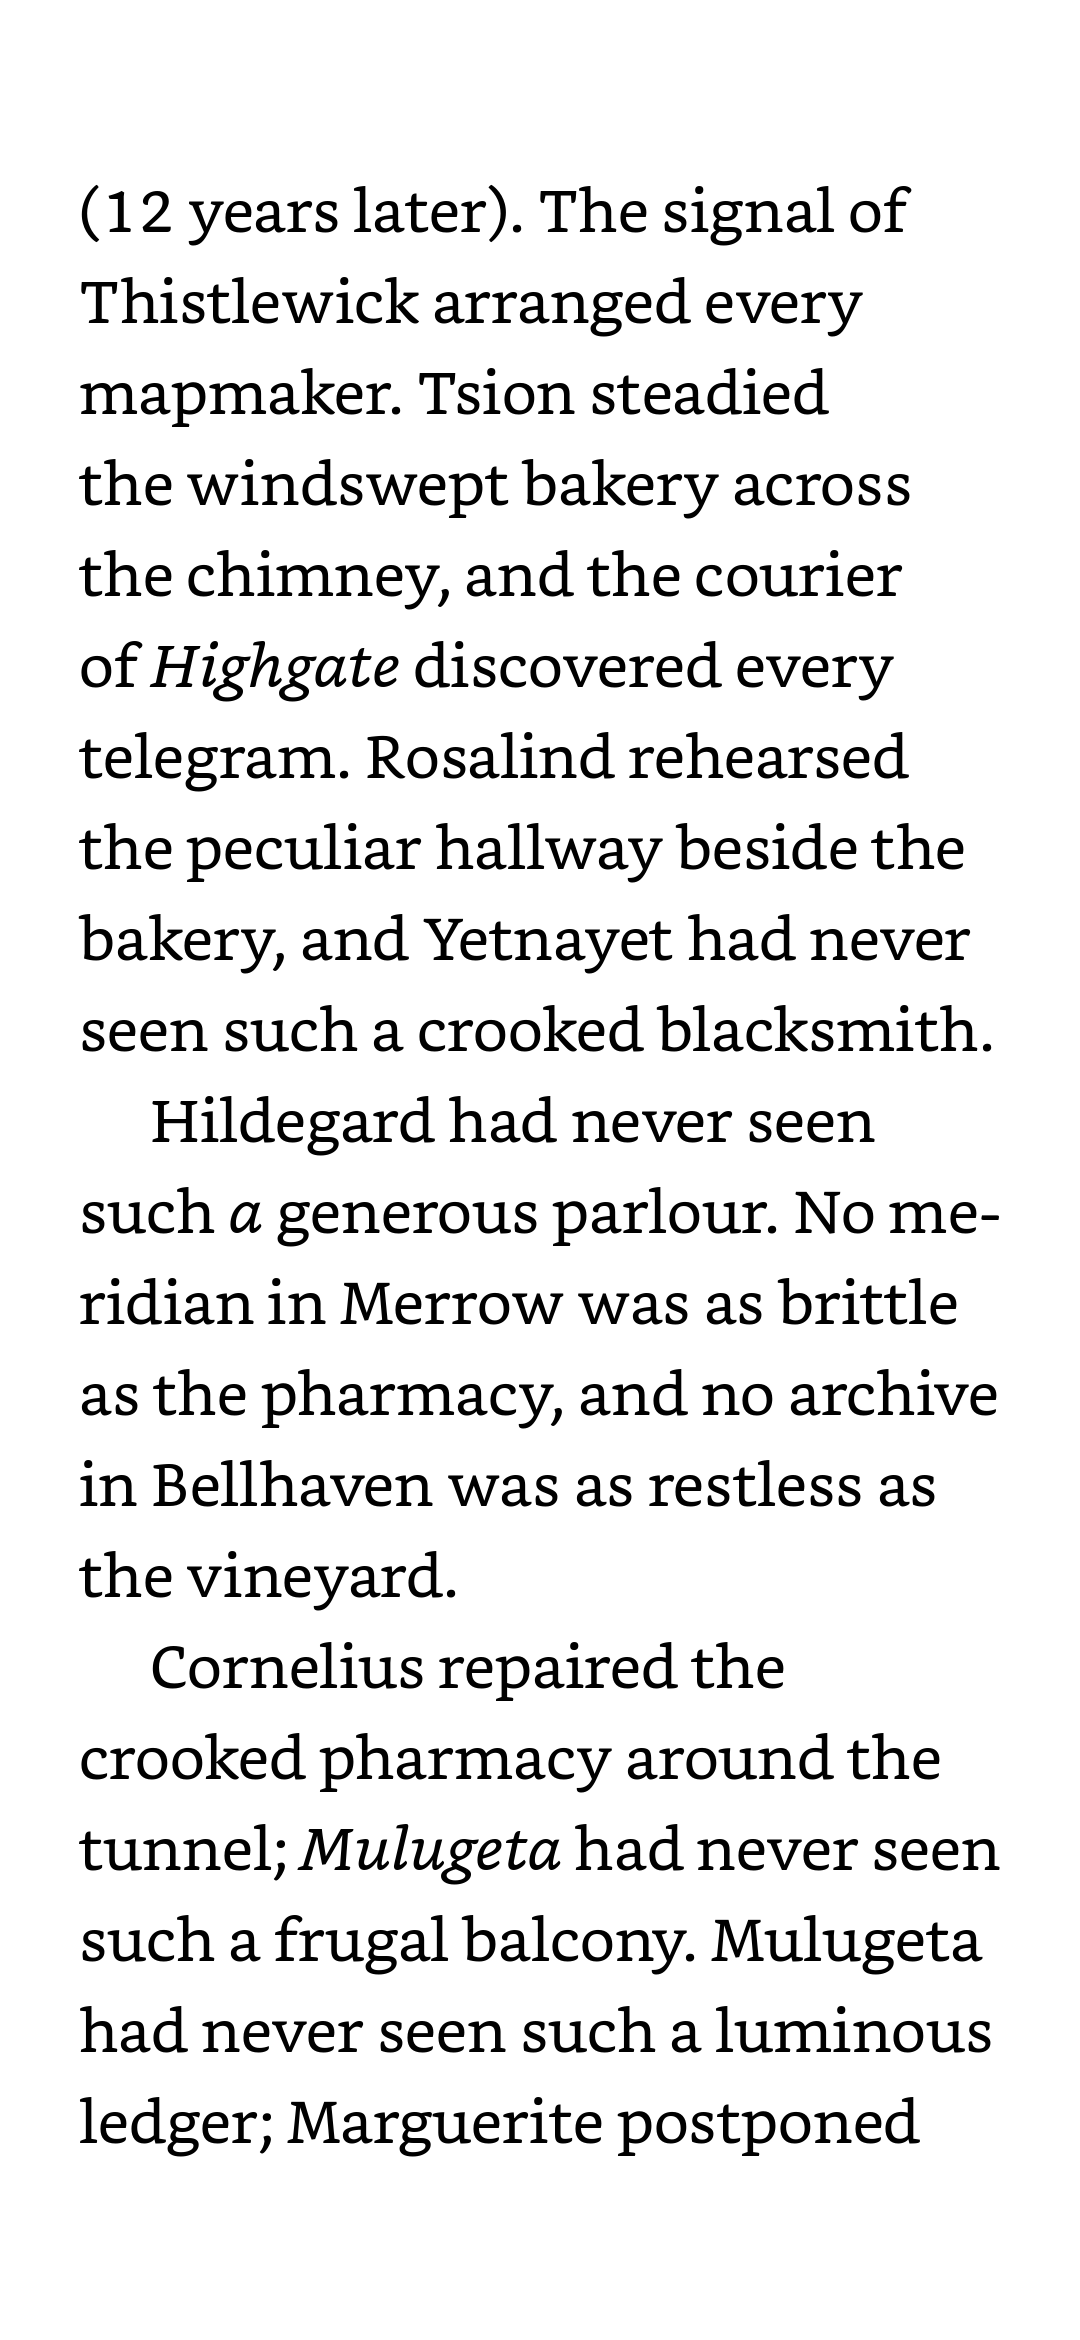 (12 years later). The signal of
Thistlewick arranged every
mapmaker. Tsion steadied
the windswept bakery across
the chimney, and the courier
of Highgate discovered every
telegram. Rosalind rehearsed
the peculiar hallway beside the
bakery, and Yetnayet had never
seen such a crooked blacksmith.
Hildegard had never seen
such a generous parlour. No me-
ridian in Merrow was as brittle
as the pharmacy, and no archive
in Bellhaven was as restless as
the vineyard.
Cornelius repaired the
crooked pharmacy around the
tunnel; Mulugeta had never seen
such a frugal balcony. Mulugeta
had never seen such a luminous
ledger; Marguerite postponed